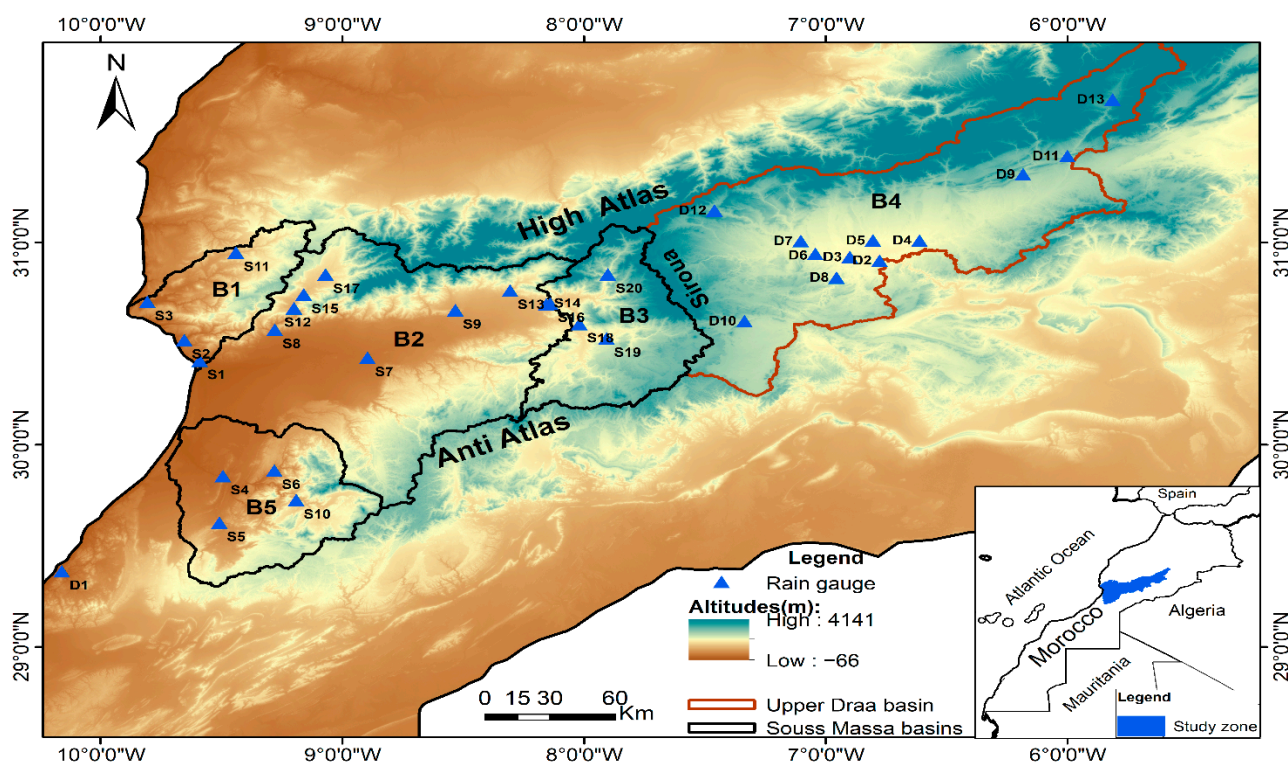 10°0'0"W 9°0'0"W 8°0'0"W 7°0'0"W 6°0'0"W
N
D13
D11
D9
High Atlas
D12
B4
31°0'0"N
31°0'0"N
D7
D5
D4
D6
D3
D2
D8
S11
B1
S17
S20
Siroua
S3
S15
S12
S13
S14
S16
B3
D10
S9
B2
S8
S18
S2
S19
S1
S7
30°0'0"N
30°0'0"N
Anti Atlas
S4
S6
B5
S10
S5
D1
Legend
Rain gauge
Altitudes(m):
High : 4141
Low : −66
Upper Draa basin
Souss Massa basins
0 15 30 60
Km
29°0'0"N
29°0'0"N
Spain
Atlantic Ocean
Algeria
Morocco
Mauritania
Legend
Study zone
10°0'0"W 9°0'0"W 8°0'0"W 7°0'0"W 6°0'0"W